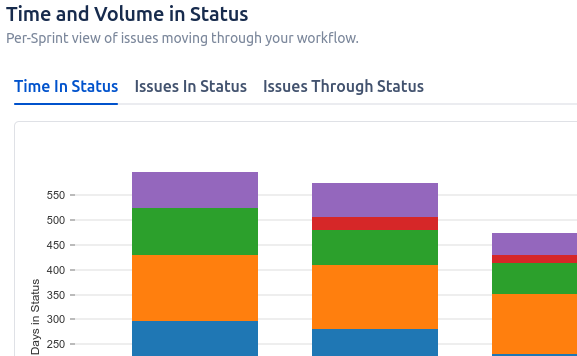 Time and Volume in Status
Per-Sprint view of issues moving through your workflow.
Time In Status Issues In Status Issues Through Status
550
500
450
400
350
300
250
Days in Status